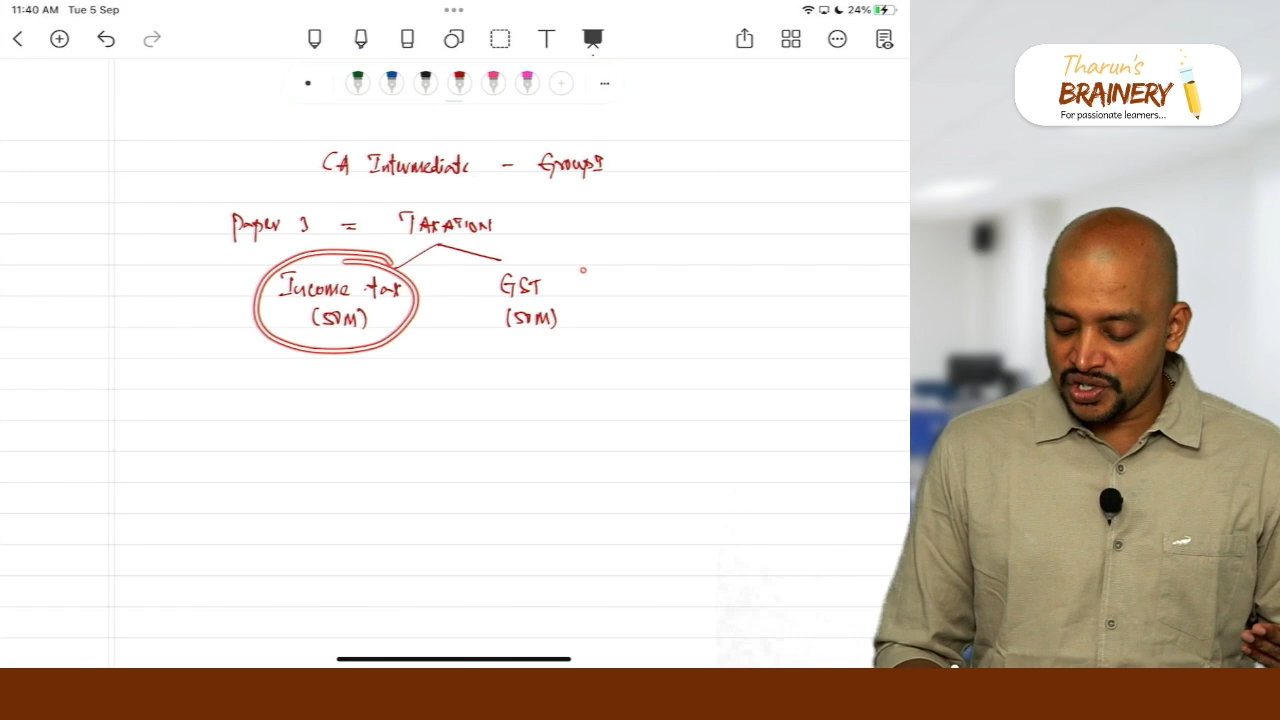 11:40 AM Tue 5 Sep
24%
Tharun's
BRAINERY
For passionate learners...
CA Intermediate - Group I
Paper 3 = TAXATION
Income tax GST
(50M) (50M)